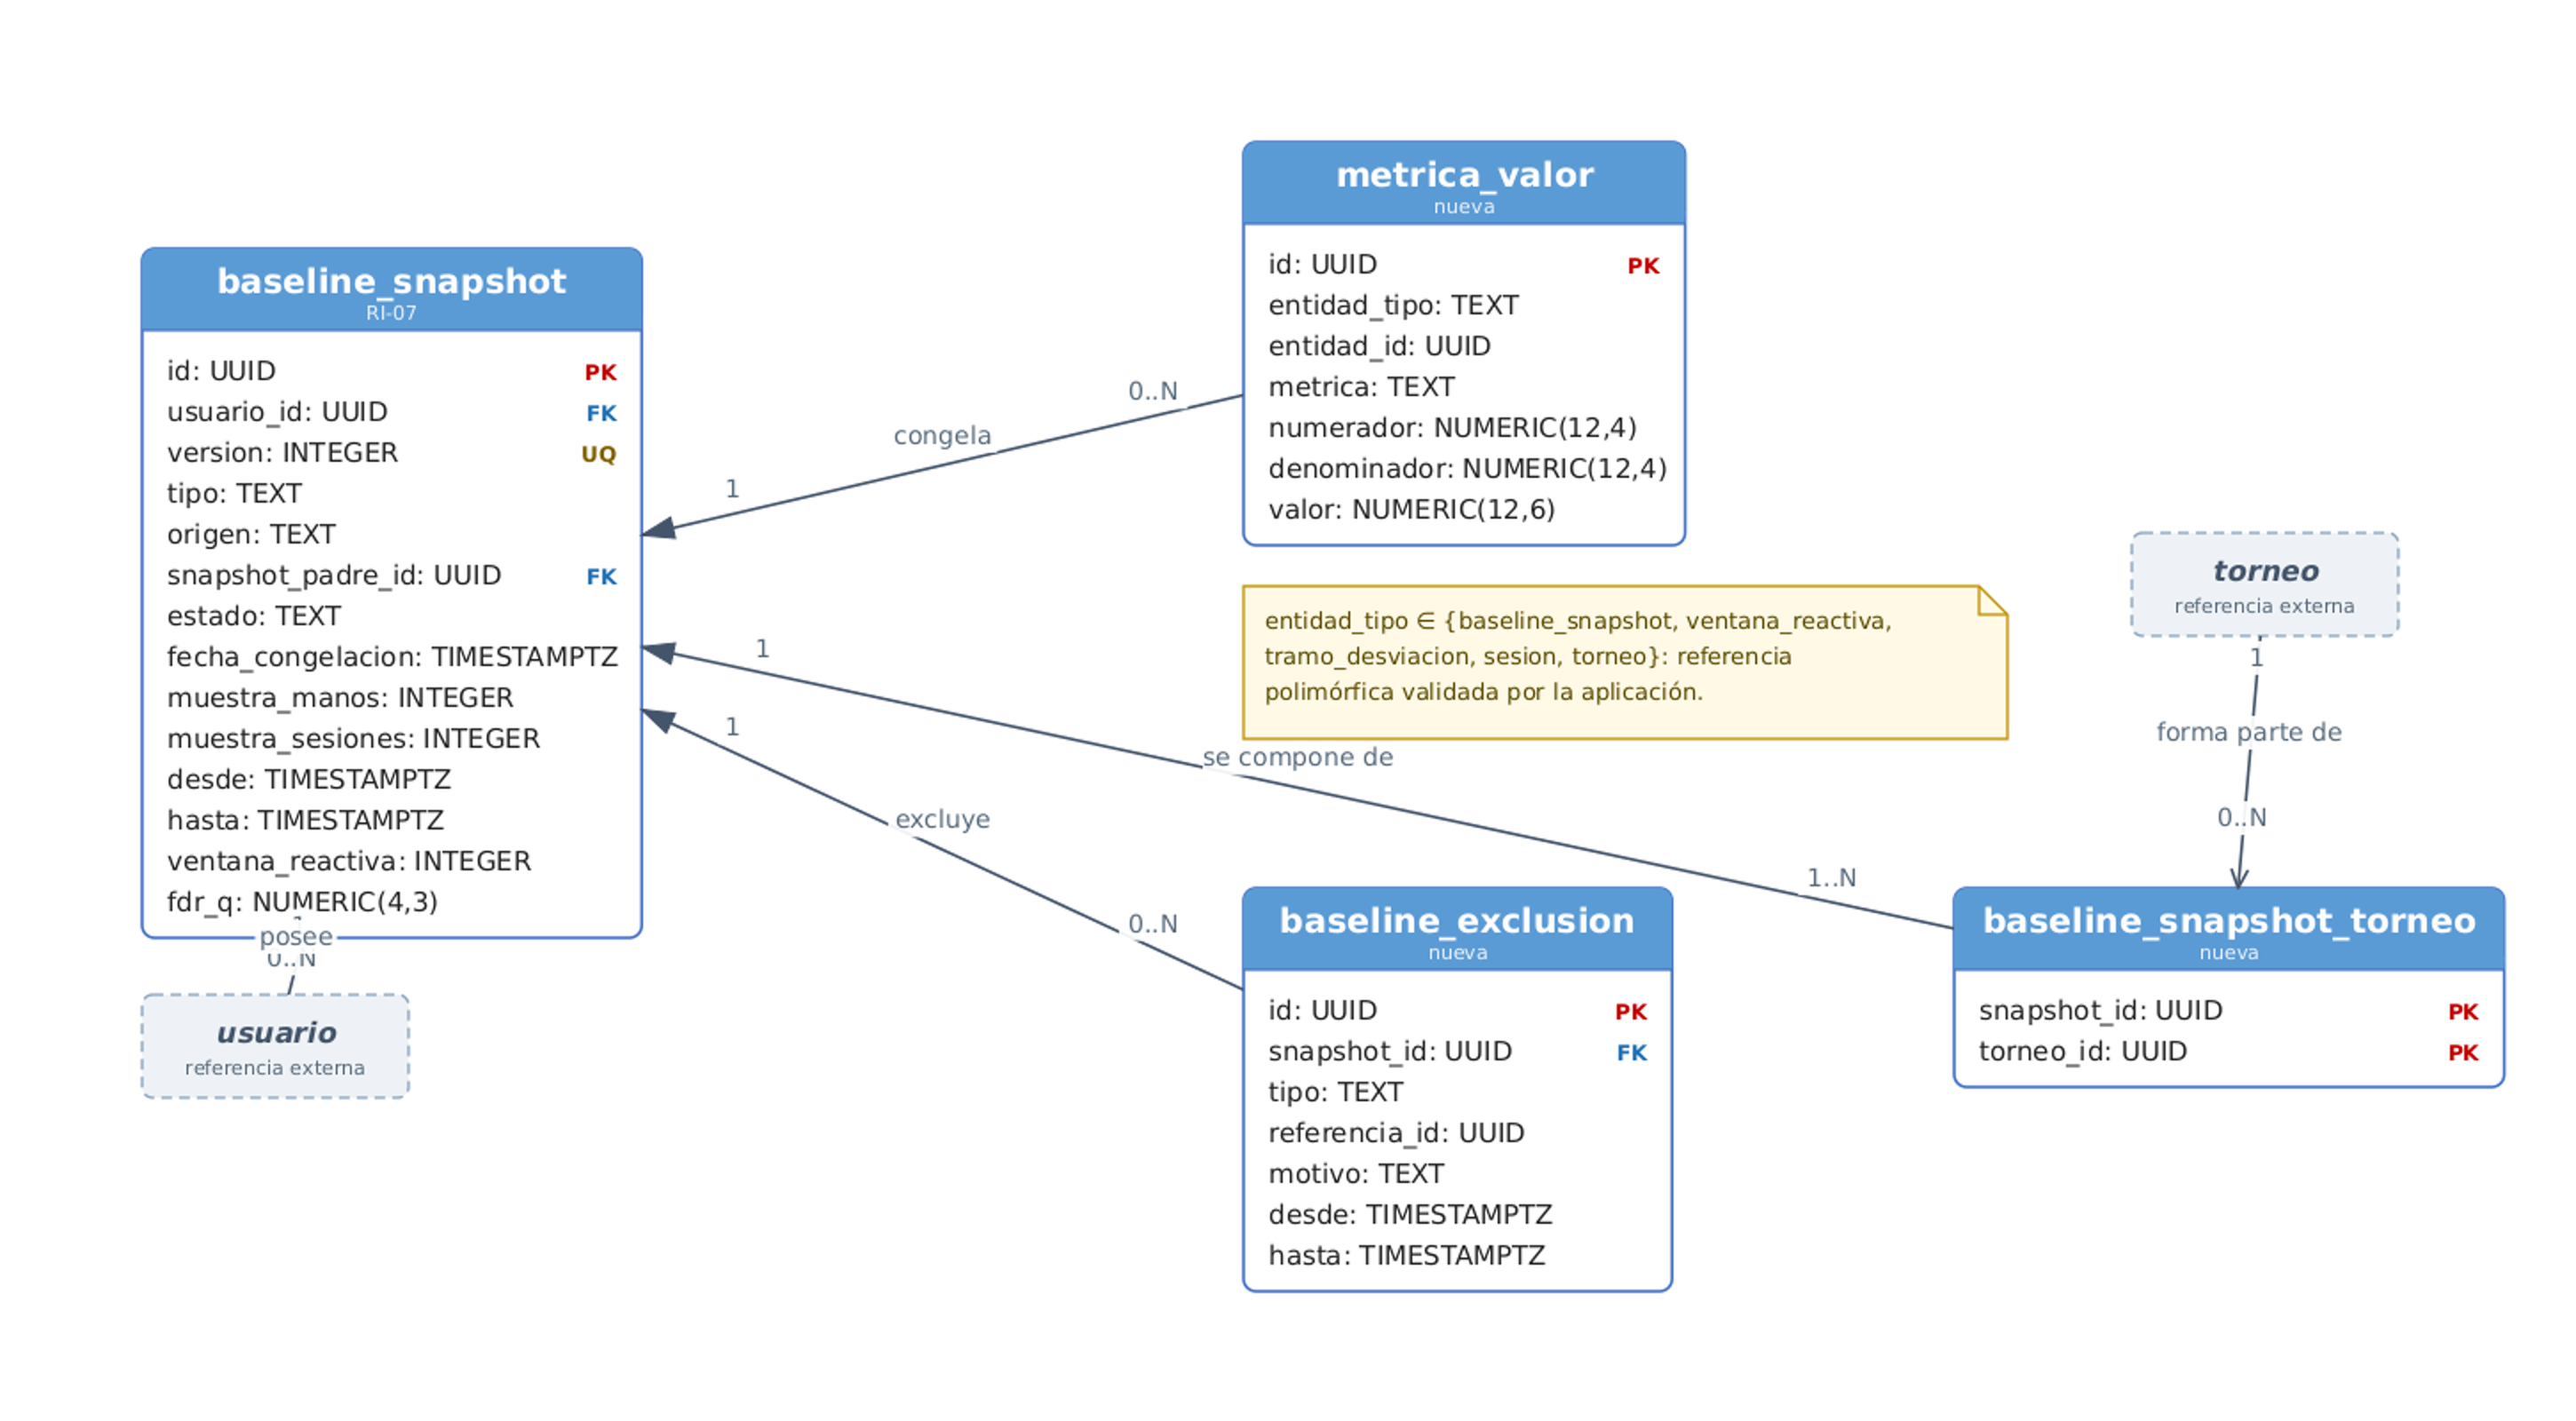 baseline_snapshot
RI-07
id: UUID PK
usuario_id: UUID FK
version: INTEGER UQ
tipo: TEXT
origen: TEXT
snapshot_padre_id: UUID FK
estado: TEXT
fecha_congelacion: TIMESTAMPTZ
muestra_manos: INTEGER
muestra_sesiones: INTEGER
desde: TIMESTAMPTZ
hasta: TIMESTAMPTZ
ventana_reactiva: INTEGER
fdr_q: NUMERIC(4,3)
posee
0..N
usuario
referencia externa
metrica_valor
nueva
id: UUID PK
entidad_tipo: TEXT
entidad_id: UUID
metrica: TEXT
numerador: NUMERIC(12,4)
denominador: NUMERIC(12,4)
valor: NUMERIC(12,6)
0..N
congela
1
entidad_tipo ∈ {baseline_snapshot, ventana_reactiva,
tramo_desviacion, sesion, torneo}: referencia
polimórfica validada por la aplicación.
1
se compone de
1..N
1
excluye
0..N
baseline_exclusion
nueva
id: UUID PK
snapshot_id: UUID FK
tipo: TEXT
referencia_id: UUID
motivo: TEXT
desde: TIMESTAMPTZ
hasta: TIMESTAMPTZ
torneo
referencia externa
1
forma parte de
0..N
baseline_snapshot_torneo
nueva
snapshot_id: UUID PK
torneo_id: UUID PK